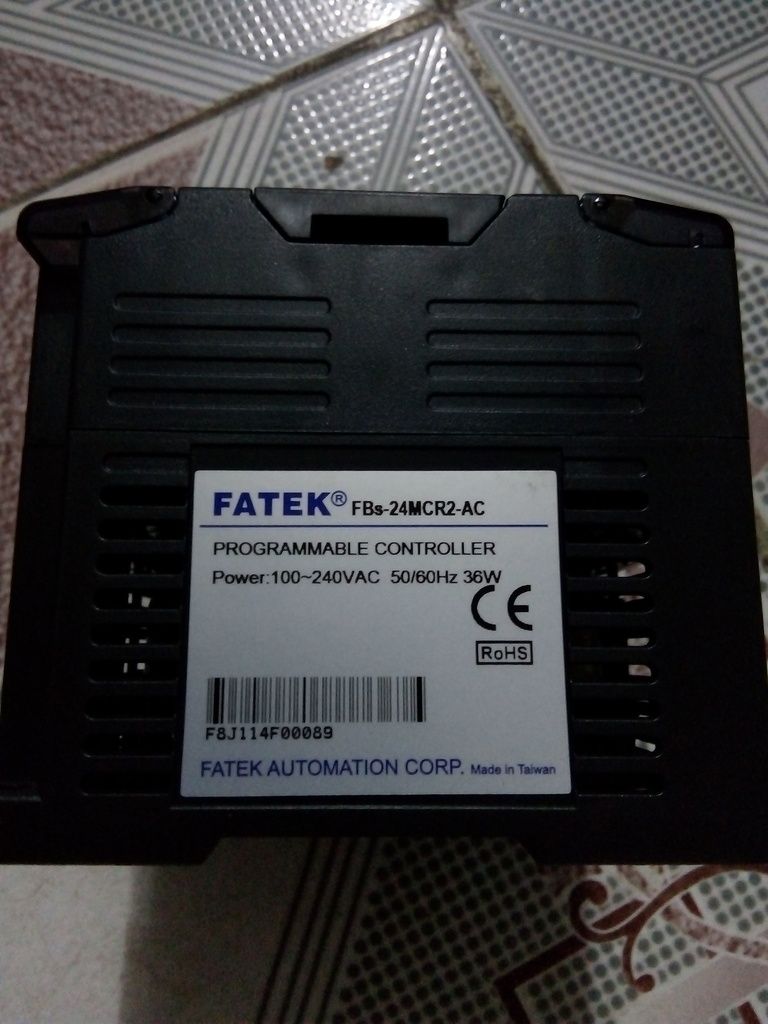 FATEK® FBs-24MCR2-AC
PROGRAMMABLE CONTROLLER
Power:100~240VAC 50/60Hz 36W
CE
RoHS
F8J114F00089
FATEK AUTOMATION CORP. Made in Taiwan